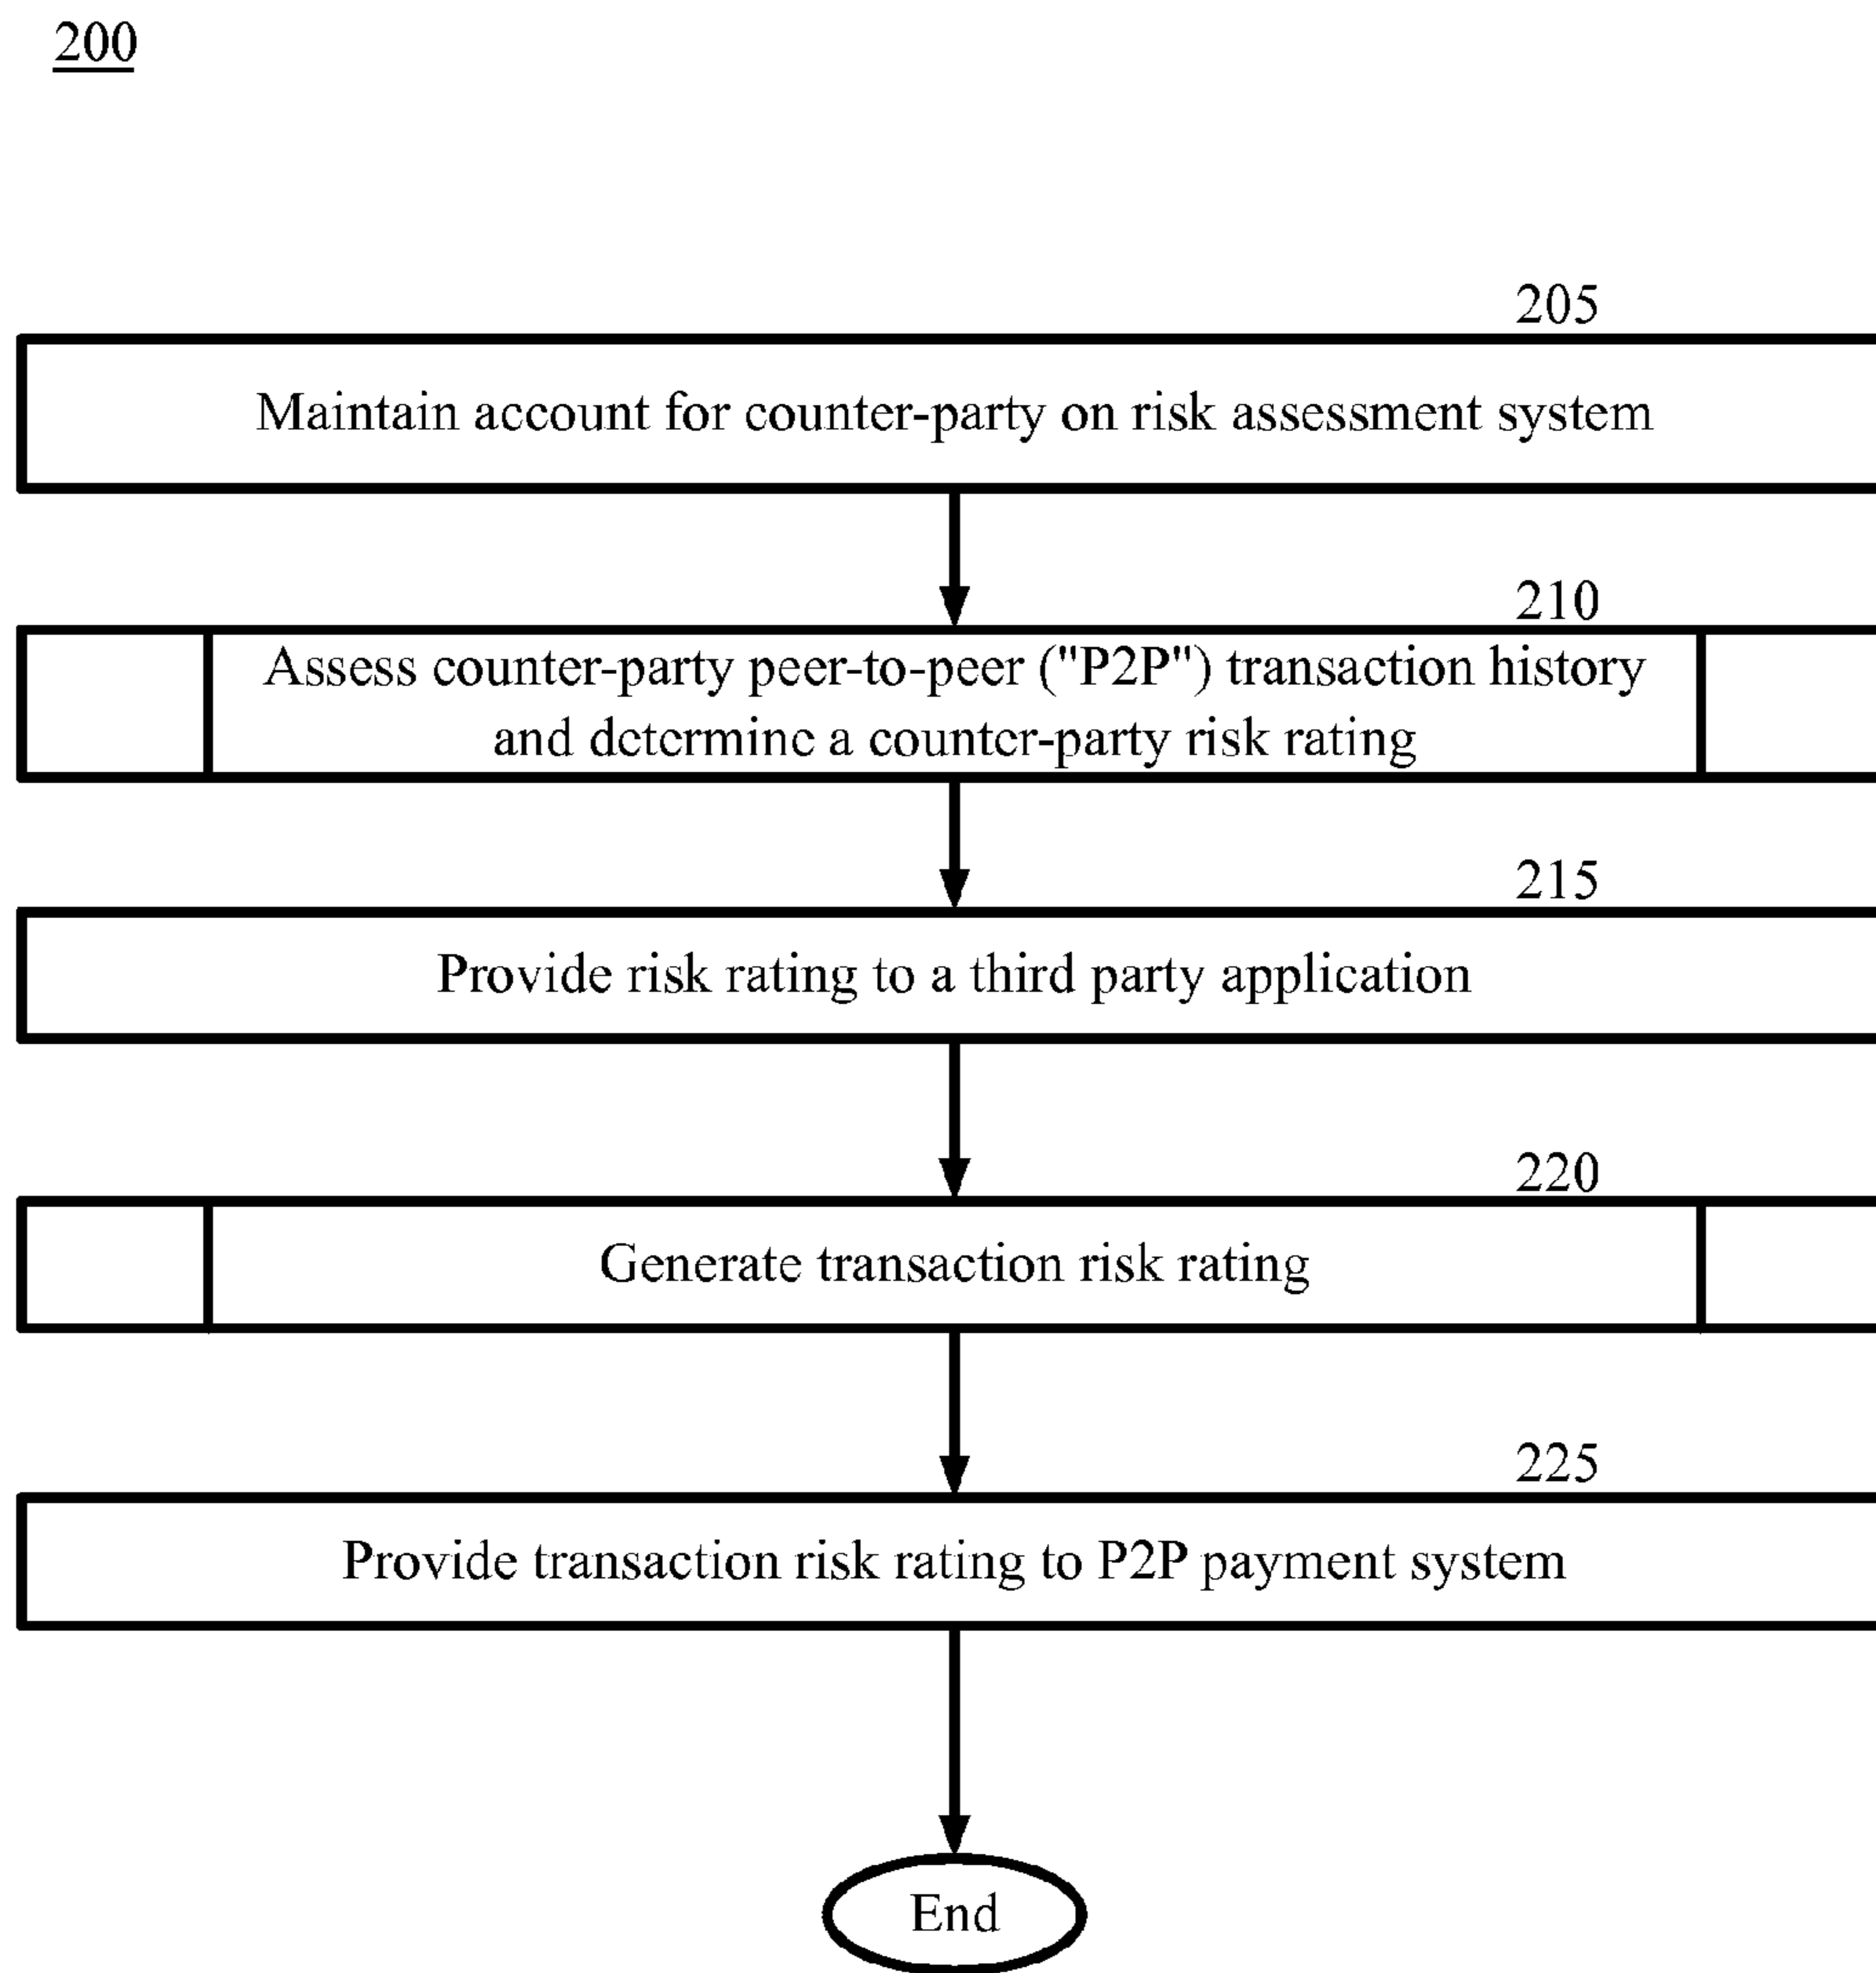 200
205
Maintain account for counter-party on risk assessment system
210
Assess counter-party peer-to-peer ("P2P") transaction history
and determine a counter-party risk rating
215
Provide risk rating to a third party application
220
Generate transaction risk rating
225
Provide transaction risk rating to P2P payment system
End